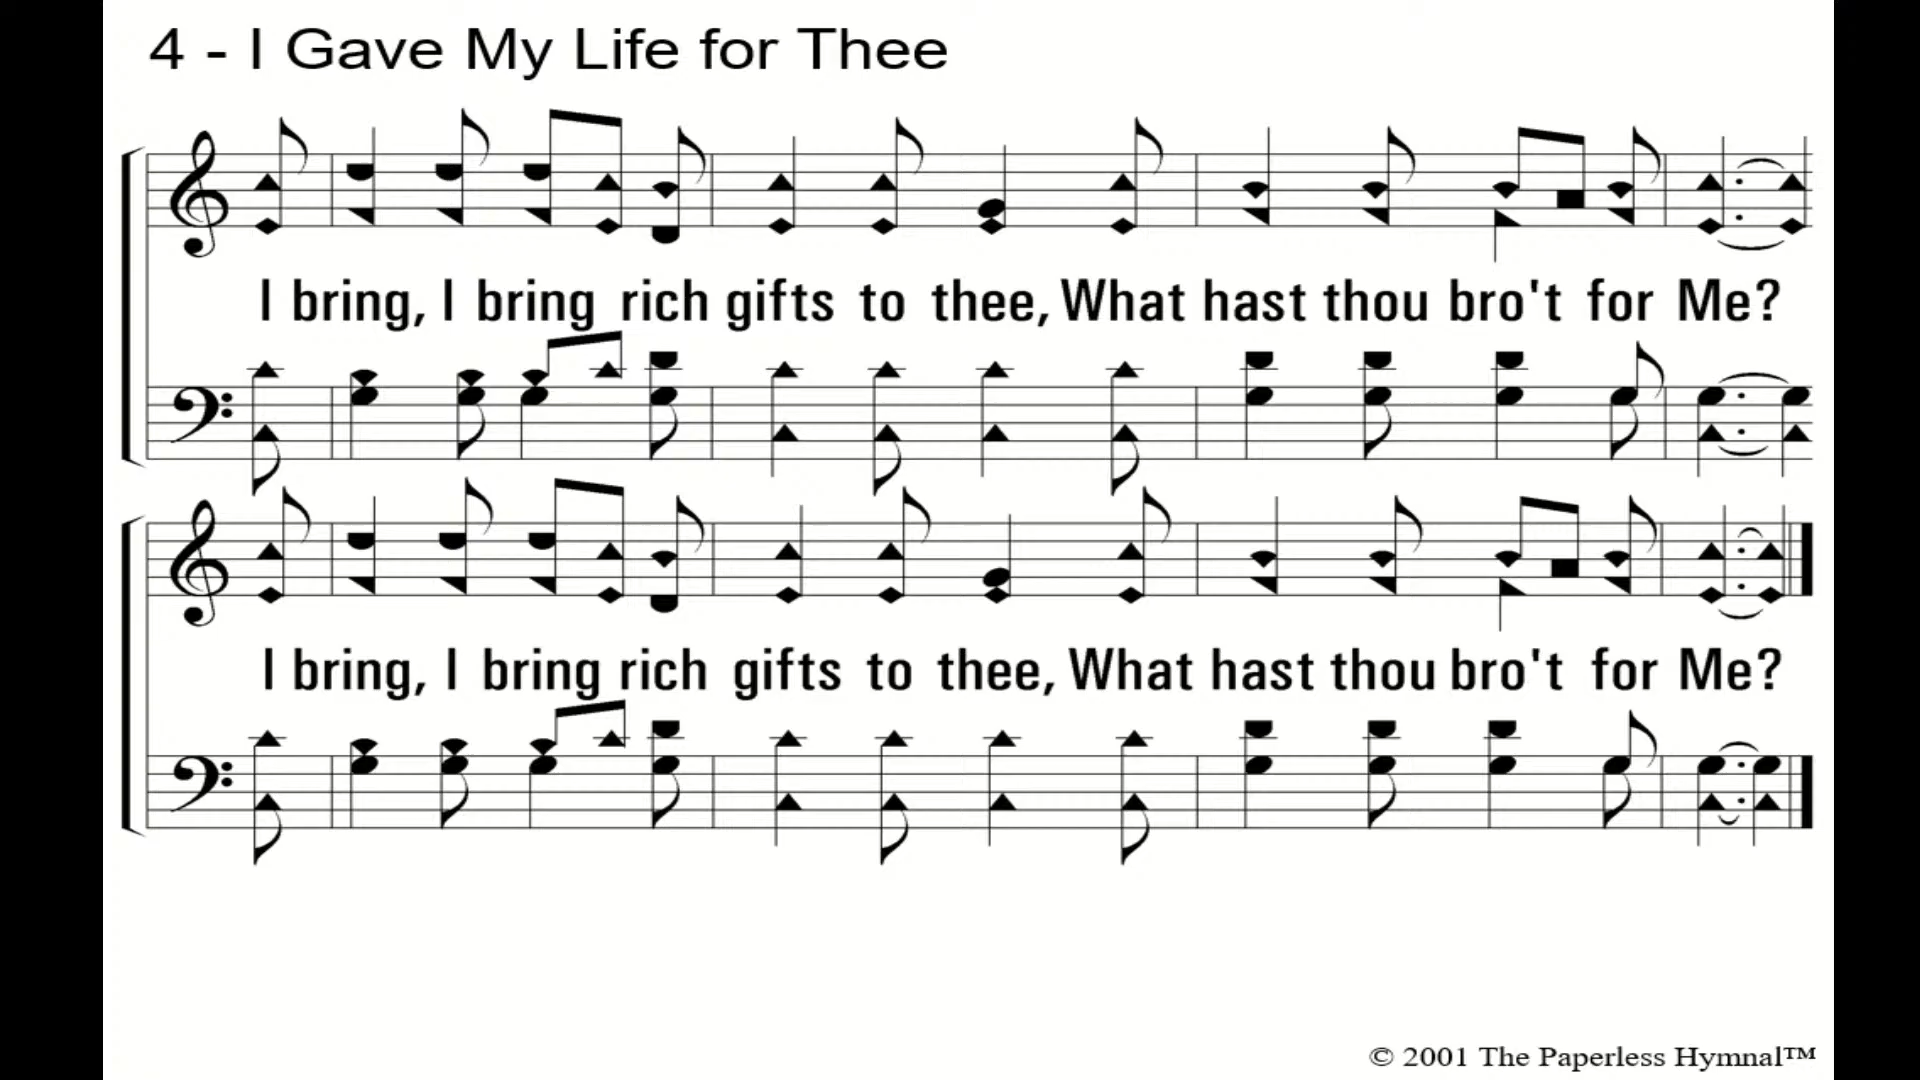 4 - I Gave My Life for Thee
I bring, I bring rich gifts to thee, What hast thou bro't for Me?
I bring, I bring rich gifts to thee, What hast thou bro't for Me?
© 2001 The Paperless Hymnal™